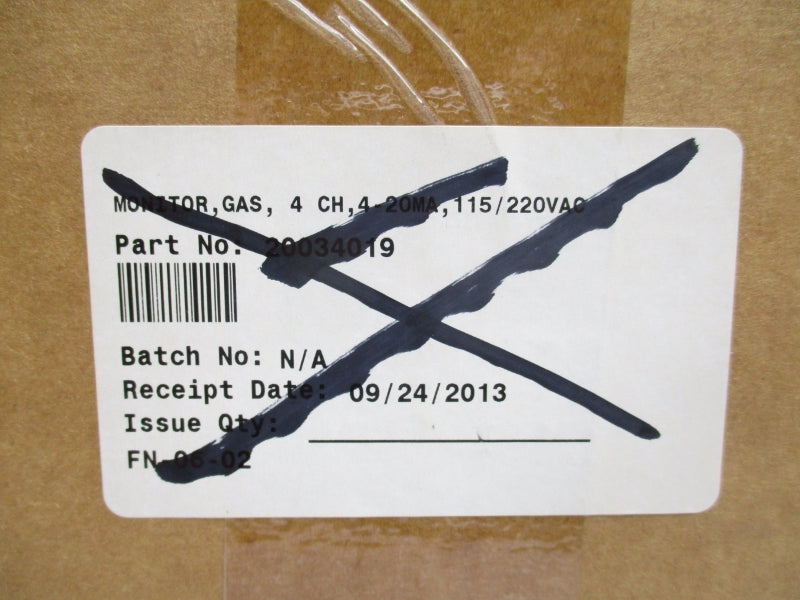 MONITOR,GAS, 4 CH,4-20MA,115/220VAC
Part No: 20034019
Batch No: N/A
Receipt Date: 09/24/2013
Issue Qty:
FN-06-02